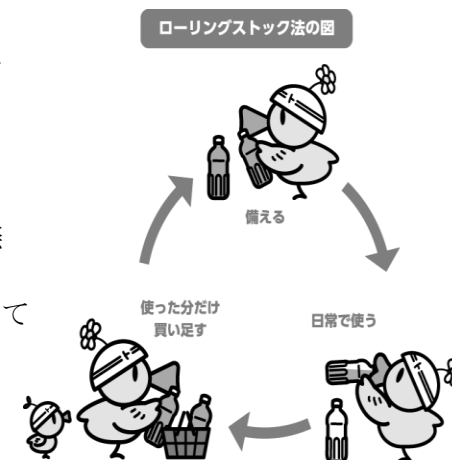 ローリングストック法の図
備える
て
使った分だけ
買い足す
日常で使う